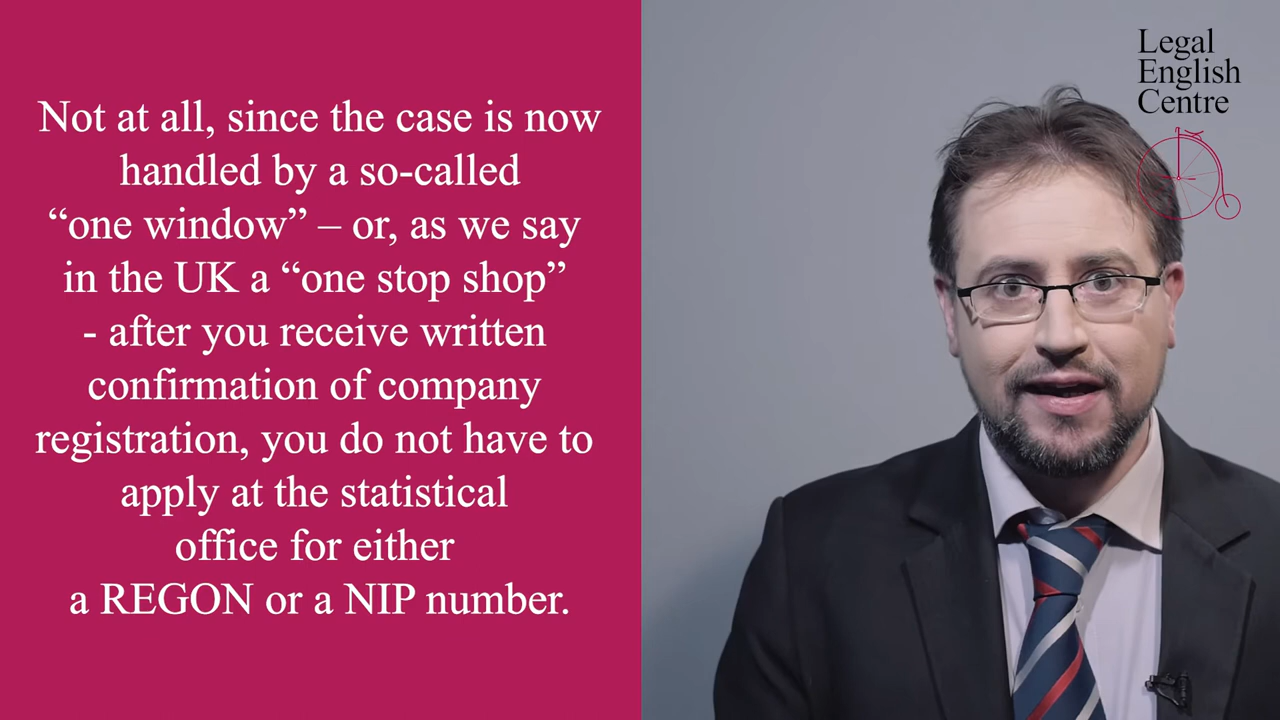 Not at all, since the case is now
handled by a so-called
“one window” – or, as we say
in the UK a “one stop shop”
- after you receive written
confirmation of company
registration, you do not have to
apply at the statistical
office for either
a REGON or a NIP number.
Legal
English
Centre